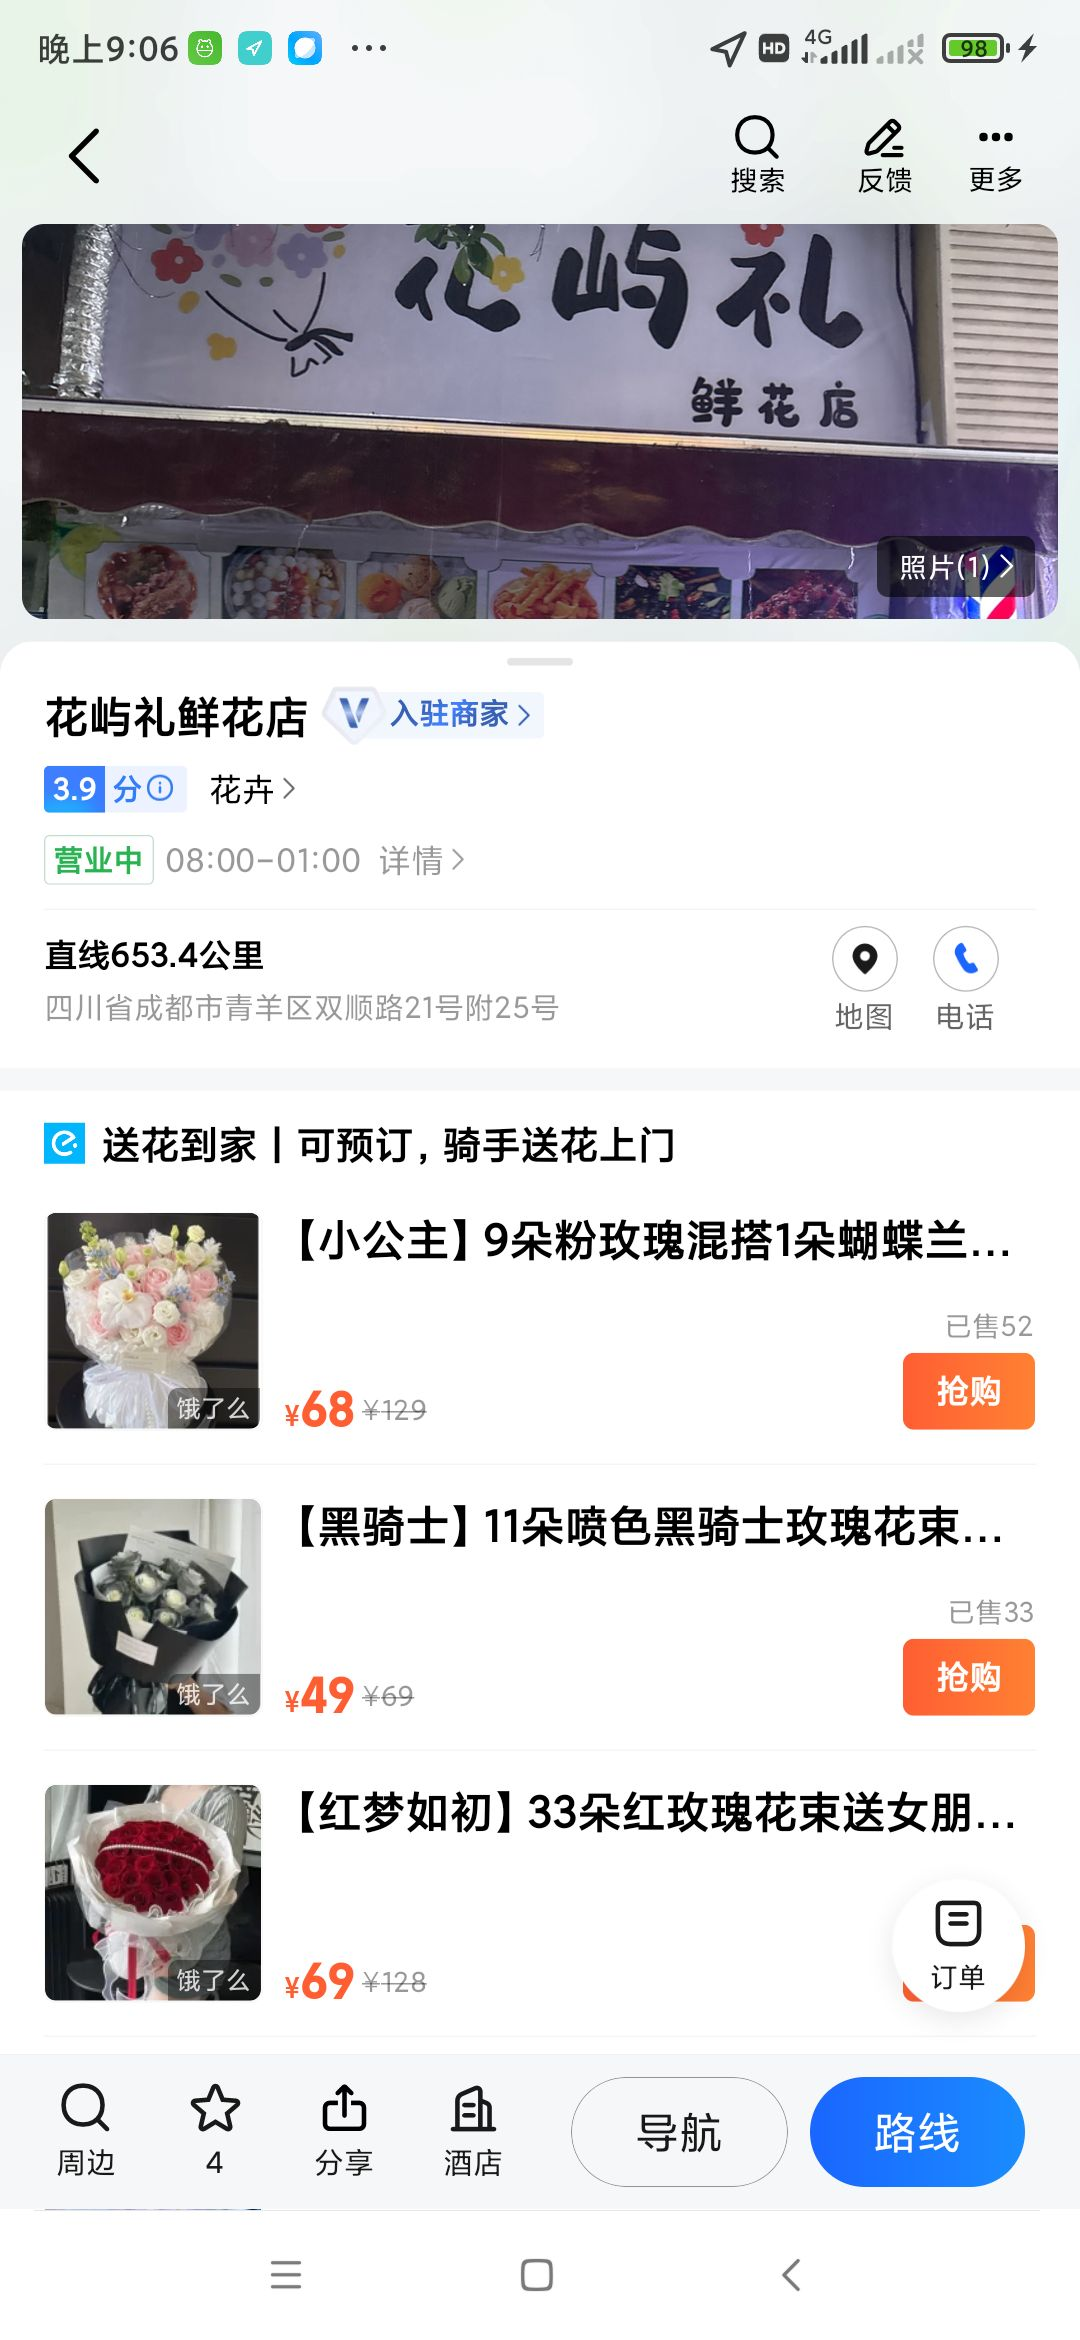 晚上9:06
HD
4G
98
搜索
反馈
更多
花屿礼
鲜花店
照片(1)
花屿礼鲜花店
V
入驻商家
3.9分
花卉
营业中
08:00-01:00
详情
直线653.4公里
四川省成都市青羊区双顺路21号附25号
地图
电话
送花到家 | 可预订，骑手送花上门
【小公主】9朵粉玫瑰混搭1朵蝴蝶兰...
已售52
饿了么
¥68
¥129
抢购
【黑骑士】11朵喷色黑骑士玫瑰花束...
已售33
饿了么
¥49
¥69
抢购
【红梦如初】33朵红玫瑰花束送女朋...
饿了么
¥69
¥128
订单
周边
4
分享
酒店
导航
路线